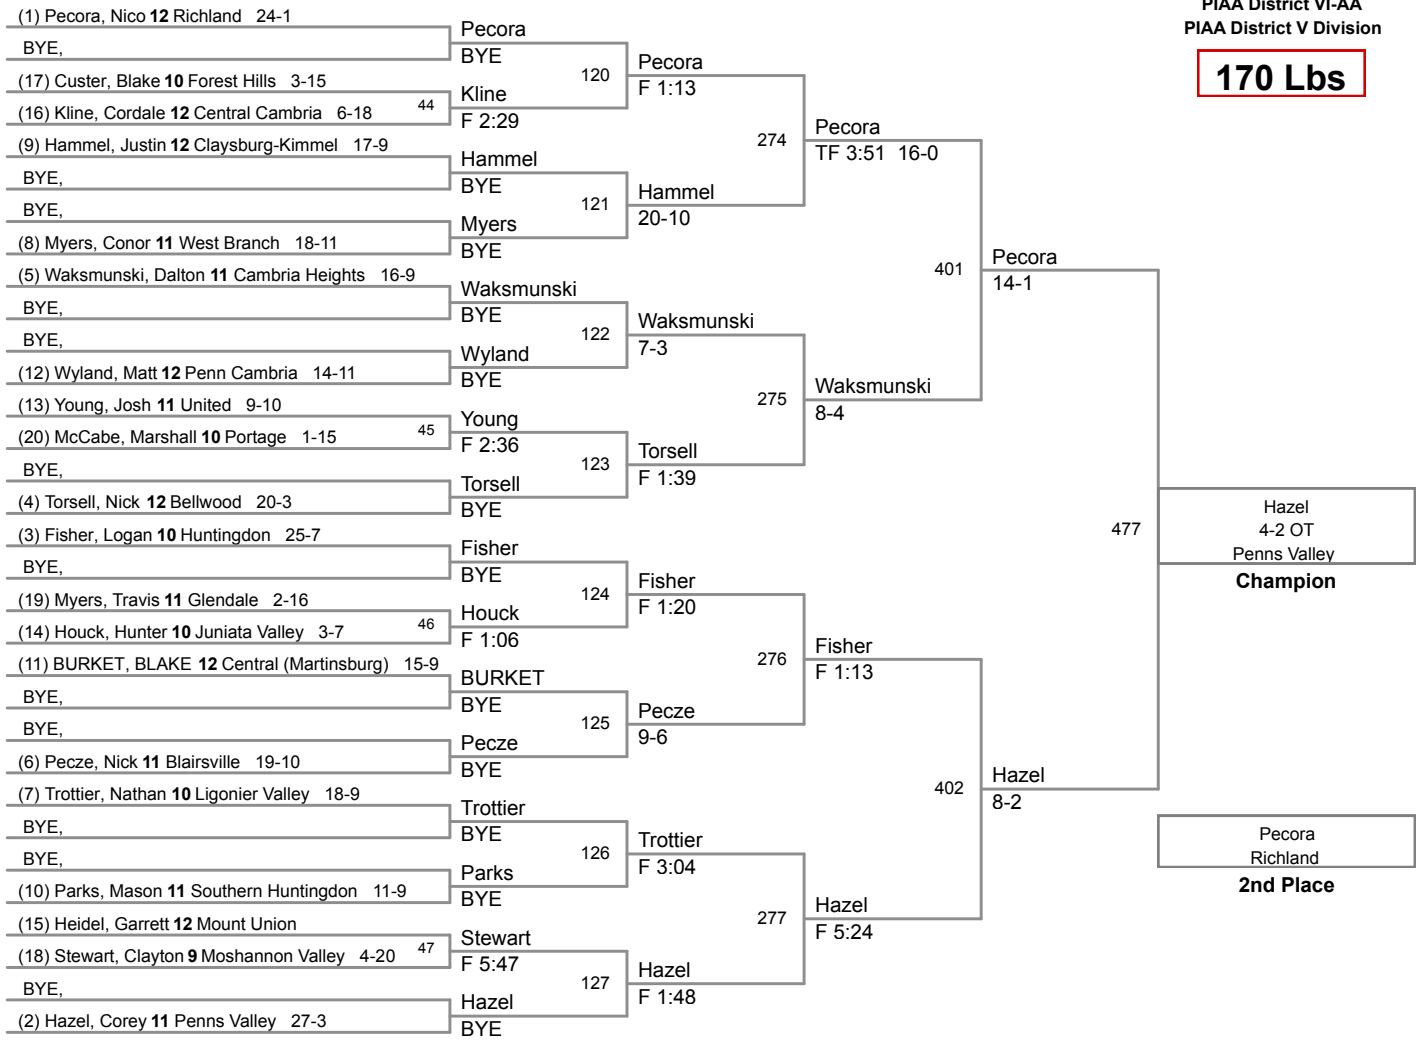 PIAA District VI-AA
PIAA District V Division
170 Lbs
(1) Pecora, Nico 12 Richland 24-1
BYE,
(17) Custer, Blake 10 Forest Hills 3-15
(16) Kline, Cordale 12 Central Cambria 6-18
44
(9) Hammel, Justin 12 Claysburg-Kimmel 17-9
BYE,
BYE,
(8) Myers, Conor 11 West Branch 18-11
(5) Waksmunski, Dalton 11 Cambria Heights 16-9
BYE,
BYE,
(12) Wyland, Matt 12 Penn Cambria 14-11
(13) Young, Josh 11 United 9-10
(20) McCabe, Marshall 10 Portage 1-15
45
BYE,
(4) Torsell, Nick 12 Bellwood 20-3
(3) Fisher, Logan 10 Huntingdon 25-7
BYE,
(19) Myers, Travis 11 Glendale 2-16
(14) Houck, Hunter 10 Juniata Valley 3-7
46
(11) BURKET, BLAKE 12 Central (Martinsburg) 15-9
BYE,
BYE,
(6) Pecze, Nick 11 Blairsville 19-10
(7) Trottier, Nathan 10 Ligonier Valley 18-9
BYE,
BYE,
(10) Parks, Mason 11 Southern Huntingdon 11-9
(15) Heidel, Garrett 12 Mount Union
(18) Stewart, Clayton 9 Moshannon Valley 4-20
47
BYE,
(2) Hazel, Corey 11 Penns Valley 27-3
Pecora
BYE
120
Kline
F 2:29
Hammel
BYE
121
Myers
BYE
Waksmunski
BYE
122
Wyland
BYE
Young
F 2:36
123
Torsell
BYE
Fisher
BYE
124
Houck
F 1:06
BURKET
BYE
125
Pecze
BYE
Trottier
BYE
126
Parks
BYE
Stewart
F 5:47
127
Hazel
BYE
Pecora
F 1:13
274
Hammel
20-10
Waksmunski
7-3
275
Torsell
F 1:39
Fisher
F 1:20
276
Pecze
9-6
Trottier
F 3:04
277
Hazel
F 1:48
Pecora
TF 3:51 16-0
401
Waksmunski
8-4
Fisher
F 1:13
402
Hazel
F 5:24
Pecora
14-1
477
Hazel
8-2
Hazel
4-2 OT
Penns Valley
Champion
Pecora
Richland
2nd Place